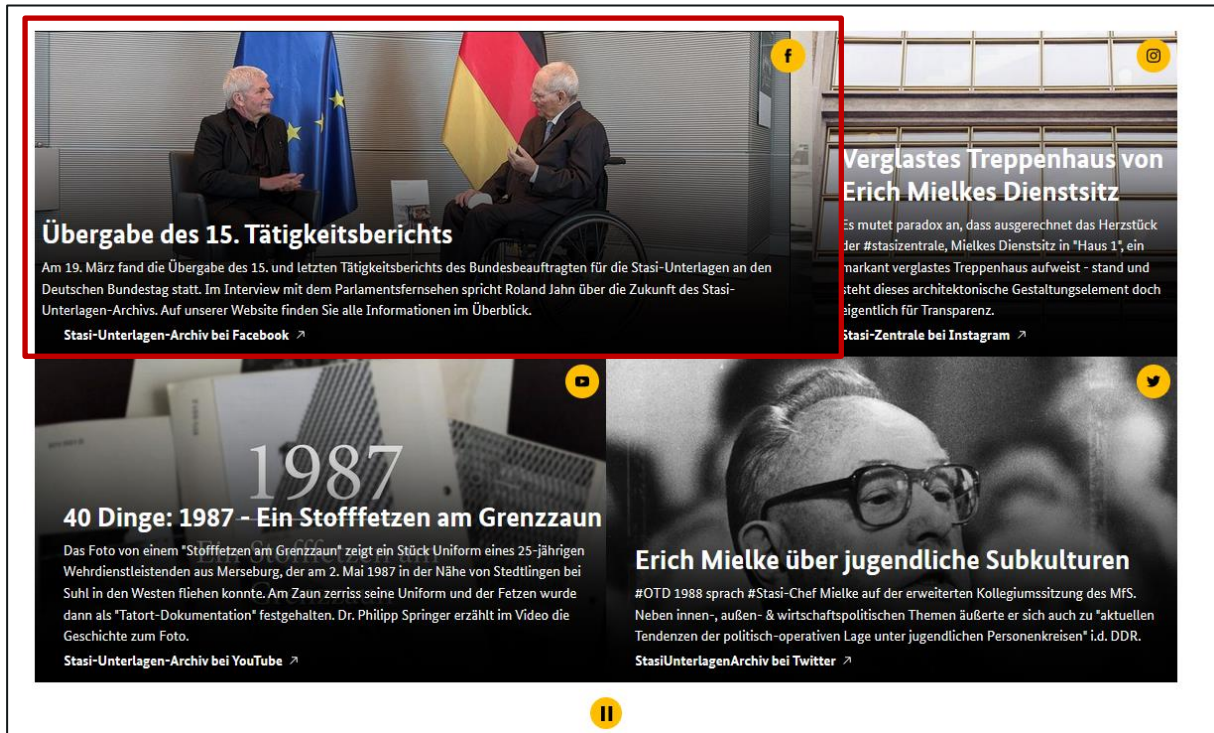 Übergabe des 15. Tätigkeitsberichts
Am 19. März fand die Übergabe des 15. und letzten Tätigkeitsberichts des Bundesbeauftragten für die Stasi-Unterlagen an den
Deutschen Bundestag statt. Im Interview mit dem Parlamentsfernsehen spricht Roland Jahn über die Zukunft des Stasi-
Unterlagen-Archivs. Auf unserer Website finden Sie alle Informationen im Überblick.
Stasi-Unterlagen-Archiv bei Facebook
Verglastes Treppenhaus von
Erich Mielkes Dienstsitz
Es mutet paradox an, dass ausgerechnet das Herzstück
der #stasizentrale, Mielkes Dienstsitz in "Haus 1", ein
markant verglastes Treppenhaus aufweist - stand und
steht dieses architektonische Gestaltungselement doch
eigentlich für Transparenz.
Stasi-Zentrale bei Instagram
1987
40 Dinge: 1987 - Ein Stofffetzen am Grenzzaun
Ein Stofffetzen am
Grenzzaun
Das Foto von einem "Stofffetzen am Grenzzaun" zeigt ein Stück Uniform eines 25-jährigen
Wehrdienstleistenden aus Merseburg, der am 2. Mai 1987 in der Nähe von Stedtlingen bei
Suhl in den Westen fliehen konnte. Am Zaun zerriss seine Uniform und der Fetzen wurde
dann als "Tatort-Dokumentation" festgehalten. Dr. Philipp Springer erzählt im Video die
Geschichte zum Foto.
Stasi-Unterlagen-Archiv bei YouTube
Erich Mielke über jugendliche Subkulturen
#OTD 1988 sprach #Stasi-Chef Mielke auf der erweiterten Kollegiumssitzung des MfS.
Neben innen-, außen- & wirtschaftspolitischen Themen äußerte er sich auch zu "aktuellen
Tendenzen der politisch-operativen Lage unter jugendlichen Personenkreisen" i.d. DDR.
StasiUnterlagenArchiv bei Twitter